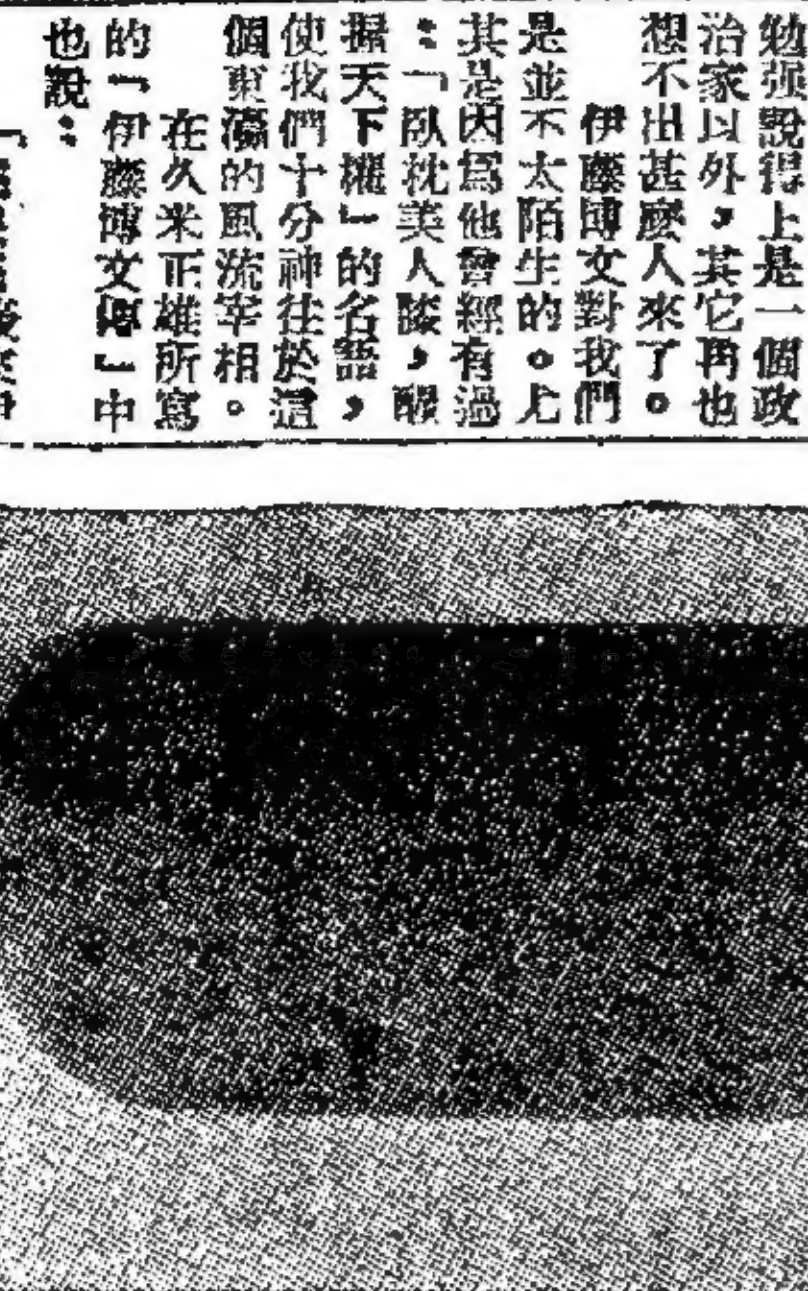 勉强說得上是一個政
治家以外，其它再也
想不出甚麽人來了。
伊藤博文對我們
是並不太陌生的。尤
其是因爲他曾經有過
：「臥枕美人膝，醒
握天下權」的名語，
使我們十分神往於這
個東瀛的風流宰相。
在久米正雄所寫
的「伊藤博文傳」中
也說：